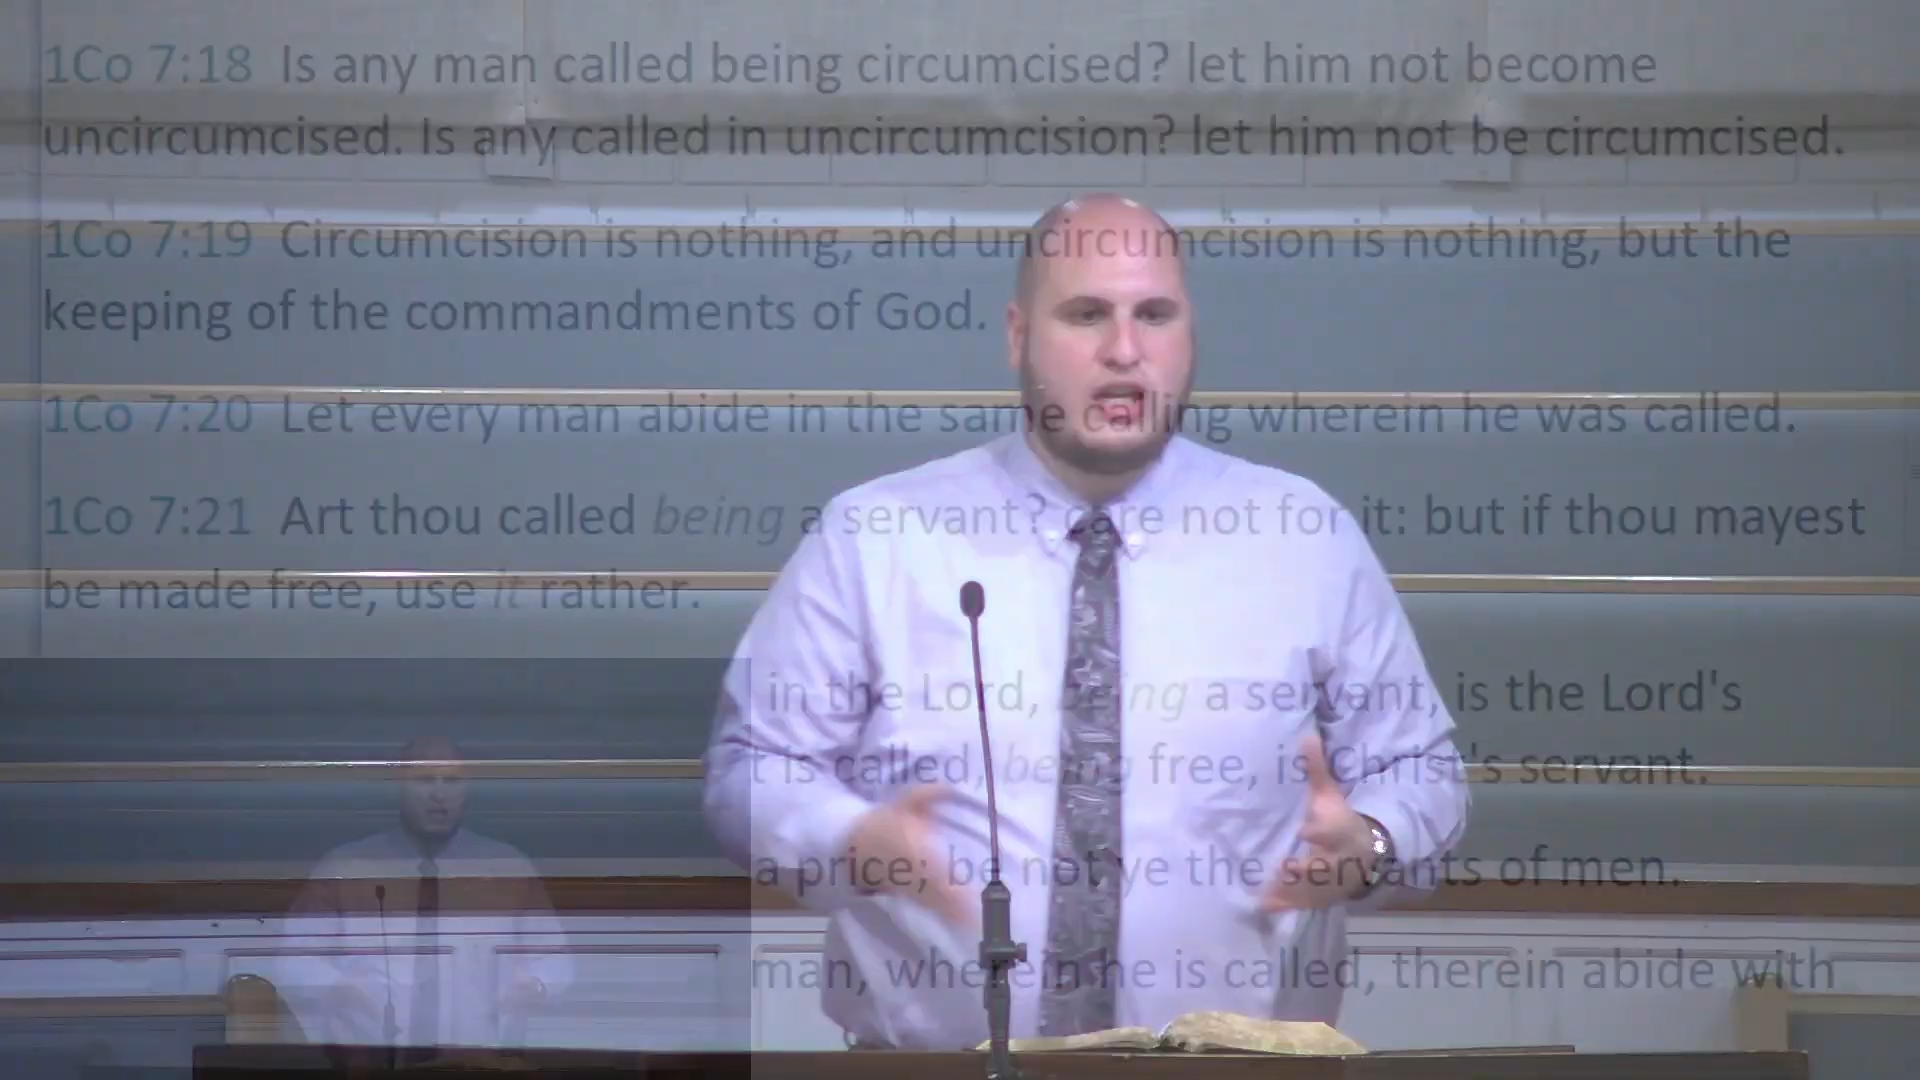 1Co 7:18 Is any man called being circumcised? let him not become
uncircumcised. Is any called in uncircumcision? let him not be circumcised.
1Co 7:19 Circumcision is nothing, and uncircumcision is nothing, but the
keeping of the commandments of God.
1Co 7:20 Let every man abide in the same calling wherein he was called.
1Co 7:21 Art thou called being a servant? care not for it: but if thou mayest
be made free, use it rather.
in the Lord, being a servant, is the Lord's
t is called, being free, is Christ's servant.
a price; be not ye the servants of men.
man, wherein he is called, therein abide with